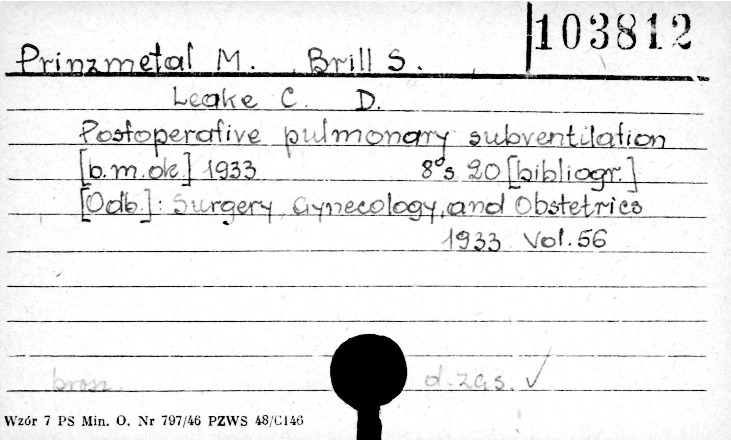 103812
Prinzmetal M. Brill S.
Leake C. D.
Postoperative pulmonary subventilation
[b.m.ok.] 1933 8°s. 20 [bibliogr.]
[Odb.]: Surgery, Gynecology, and Obstetrics
1933 Vol. 56
brosz. d. zas. ✓
Wzór 7 PS Min. O. Nr 797/46 PZWS 48/C146